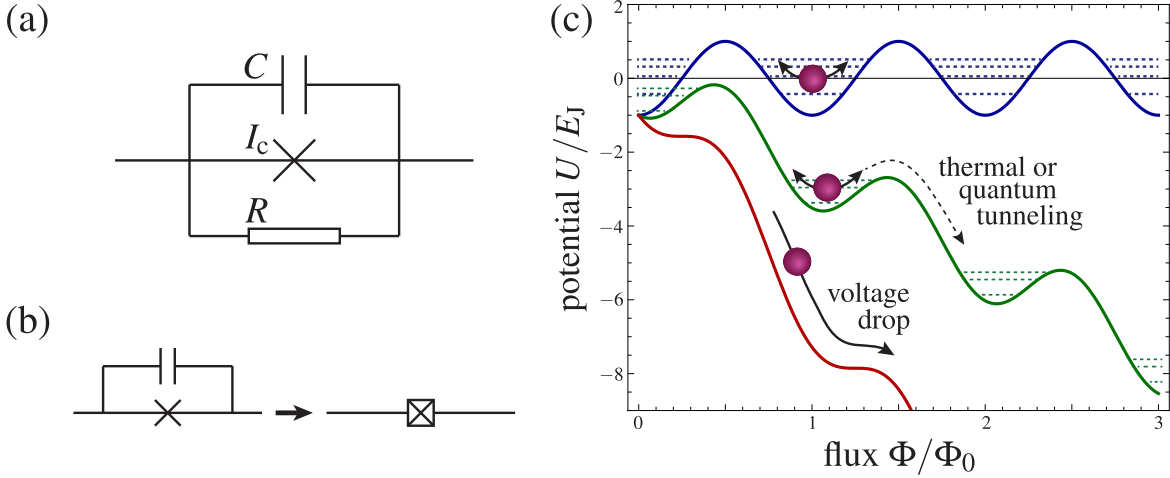 (a)
C
I_c
R
(b)
(c)
potential U/E_J
2
0
−2
−4
−6
−8
thermal or
quantum
tunneling
voltage
drop
0
1
2
3
flux Φ/Φ_0